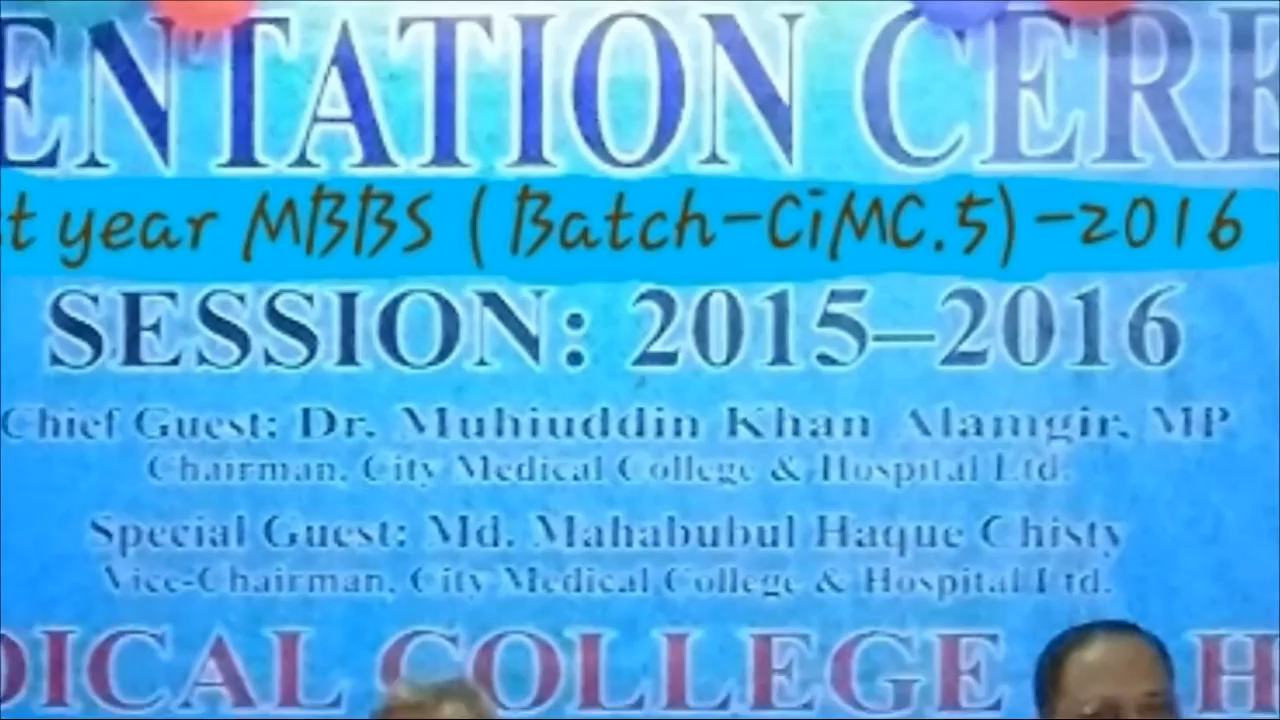 ENTATION CERE
t year MBBS (Batch-CiMC.5)-2016
SESSION: 2015–2016
Chief Guest: Dr. Muhiuddin Khan Alamgir, MP
Chairman, City Medical College & Hospital Ltd.
Special Guest: Md. Mahabubul Haque Chisty
Vice-Chairman, City Medical College & Hospital Ltd.
DICAL COLLEGE H